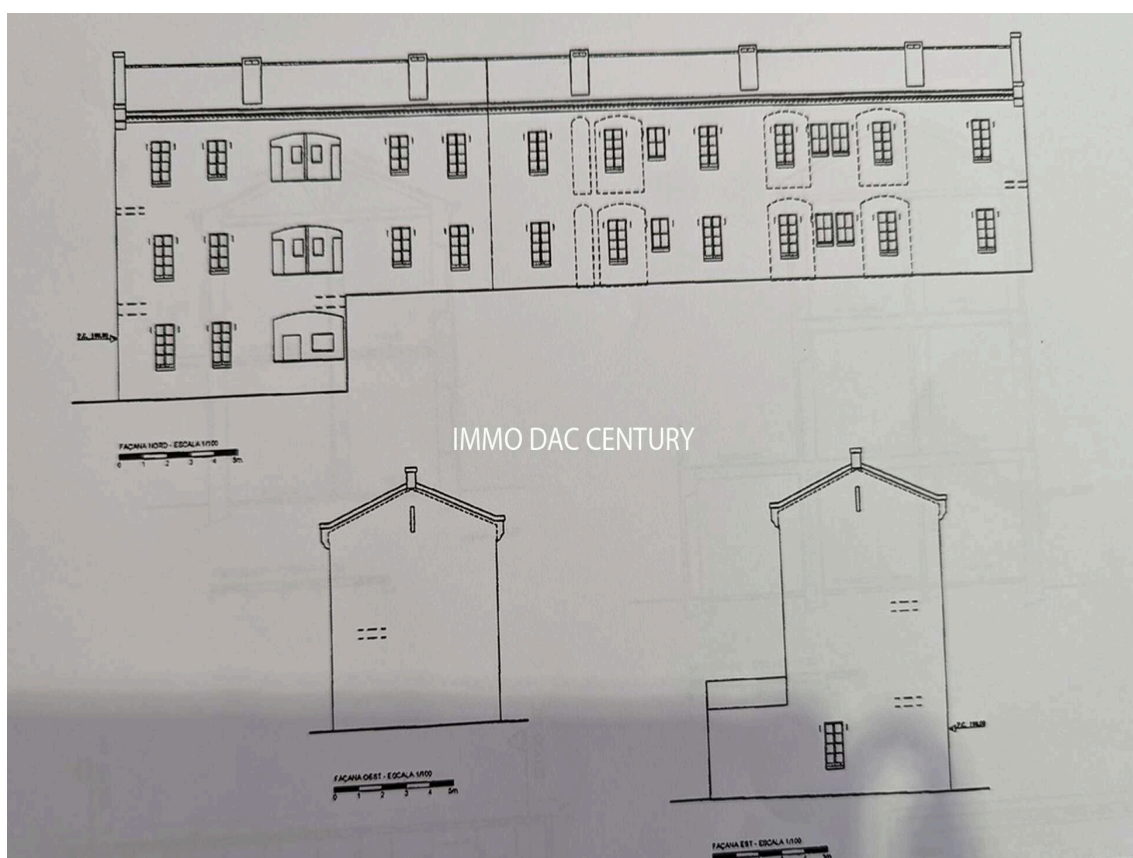 FAÇANA NORD - ESCALA 1/100
0 1 2 3 4 5m
IMMO DAC CENTURY
FAÇANA OEST - ESCALA 1/100
0 1 2 3 4 5m
FAÇANA EST - ESCALA 1/100